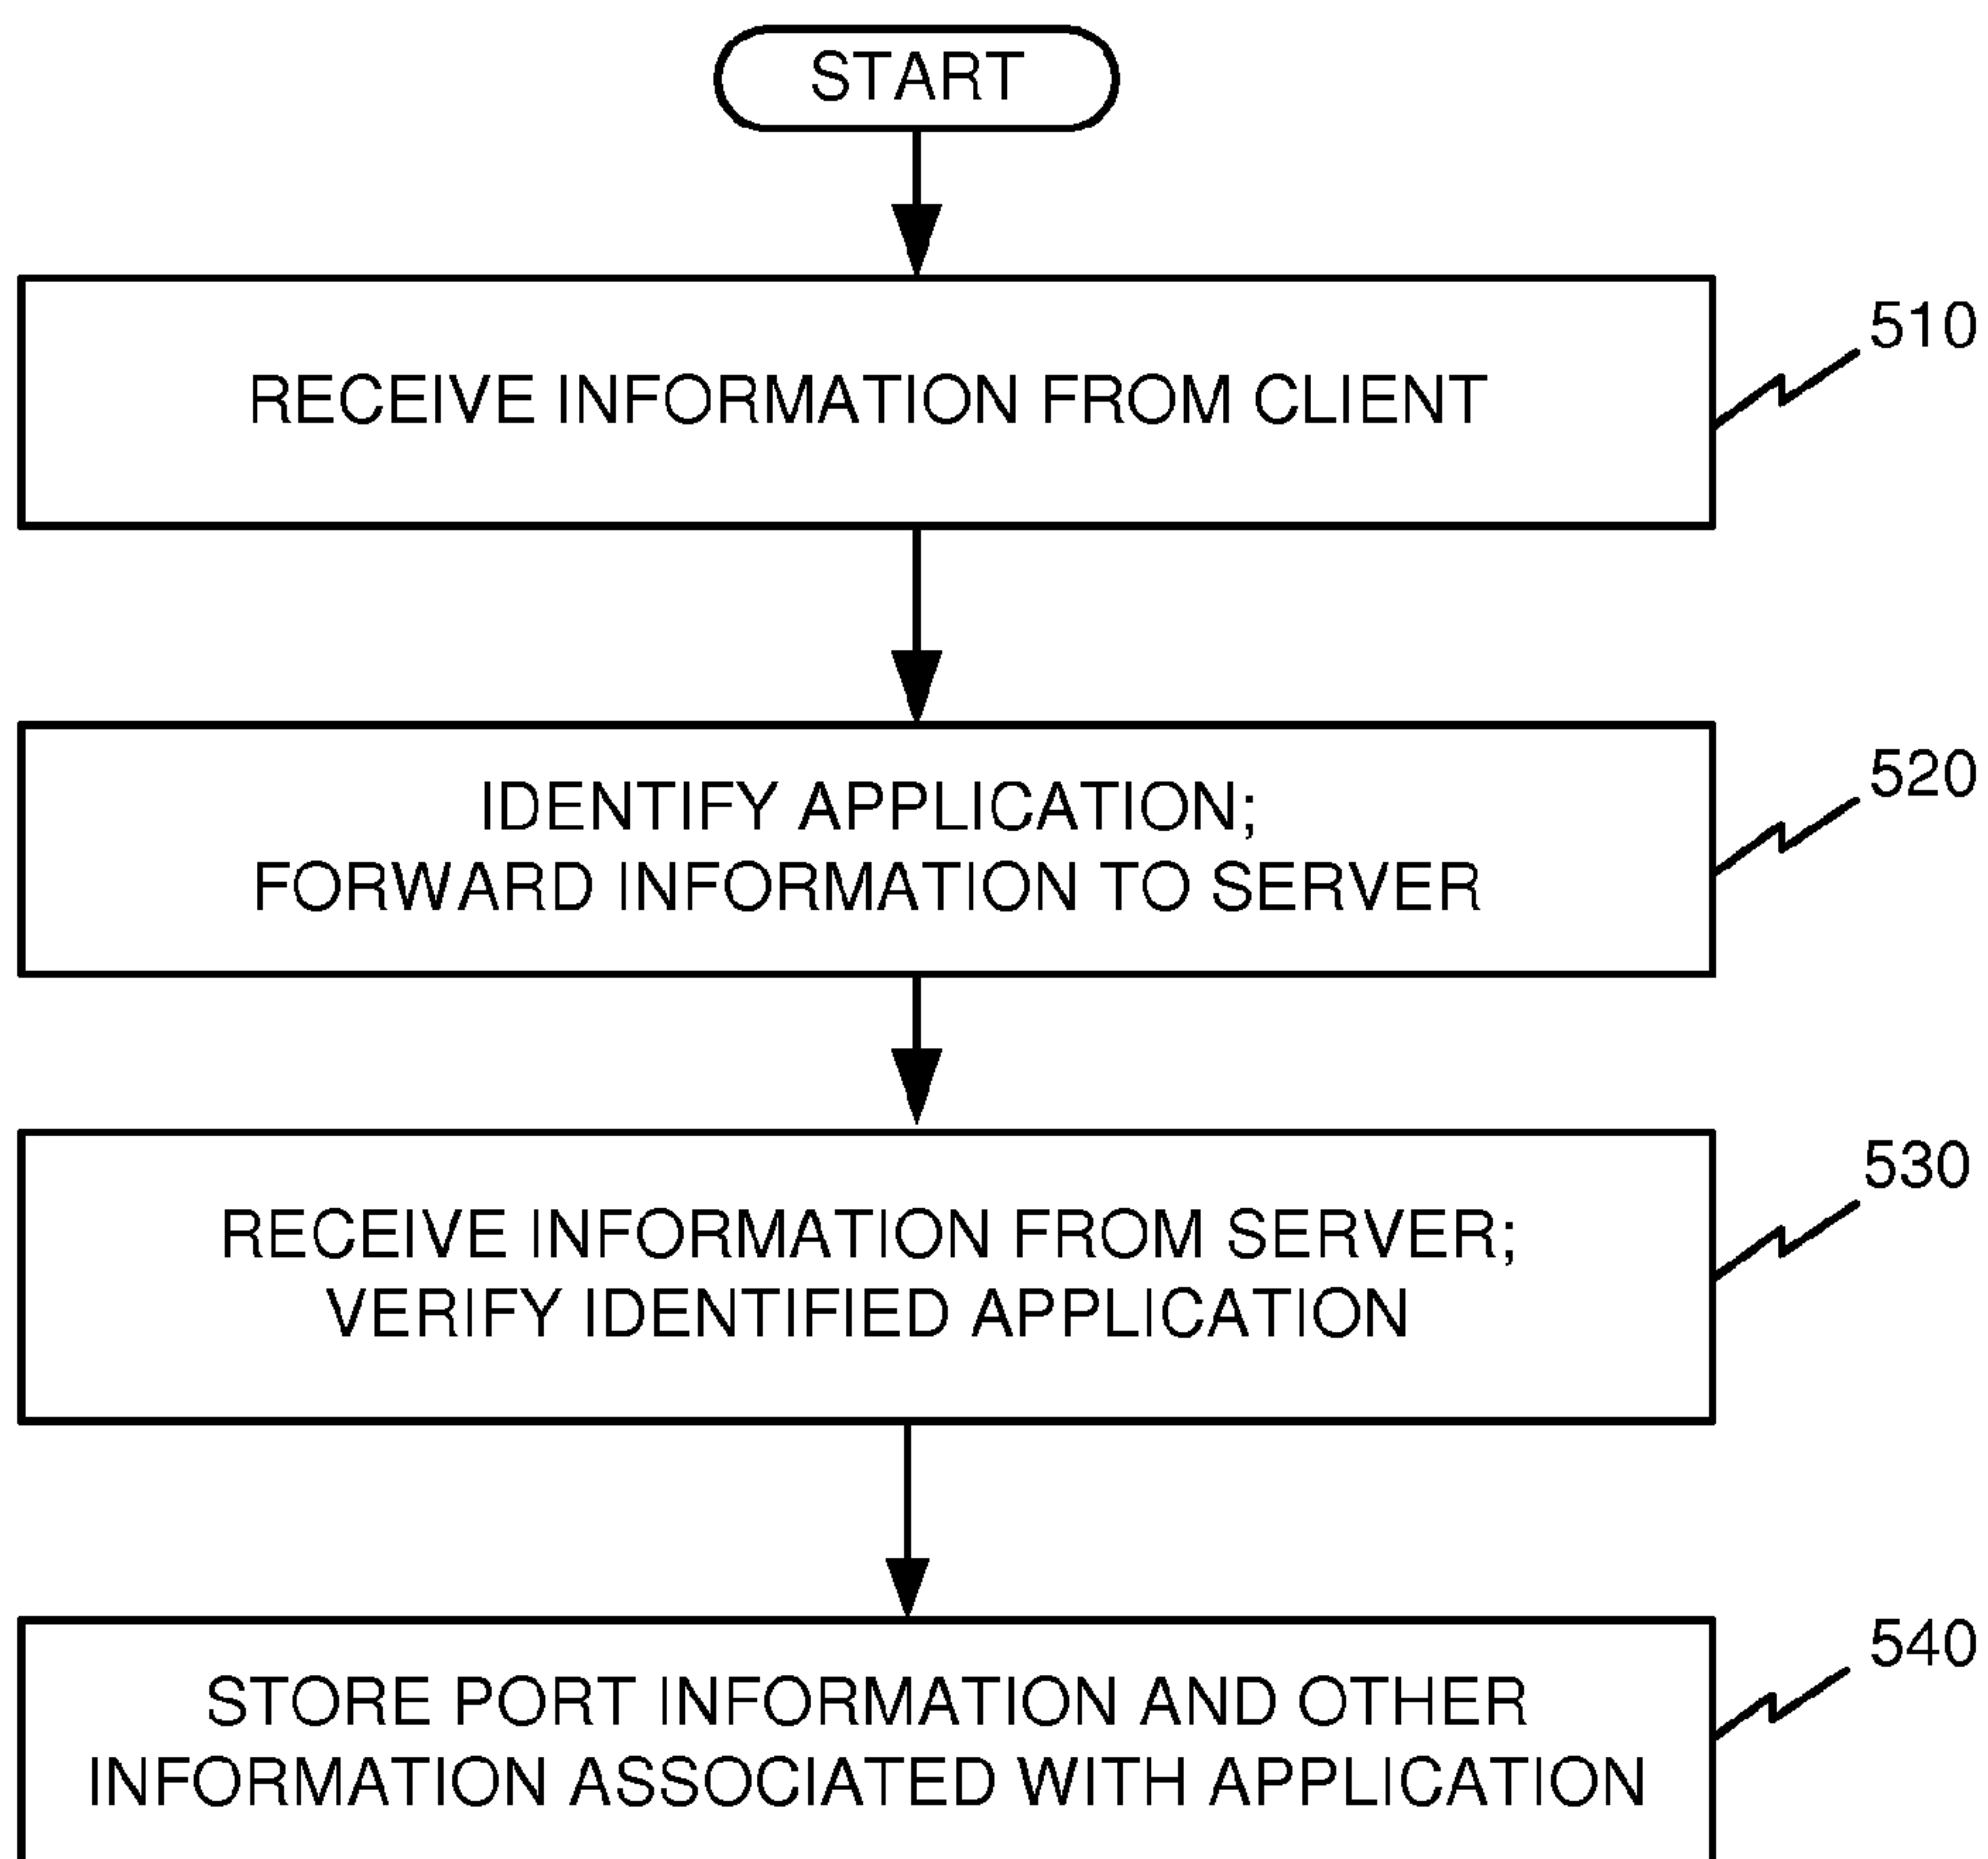 START
RECEIVE INFORMATION FROM CLIENT
510
IDENTIFY APPLICATION;
FORWARD INFORMATION TO SERVER
520
RECEIVE INFORMATION FROM SERVER;
VERIFY IDENTIFIED APPLICATION
530
STORE PORT INFORMATION AND OTHER
INFORMATION ASSOCIATED WITH APPLICATION
540